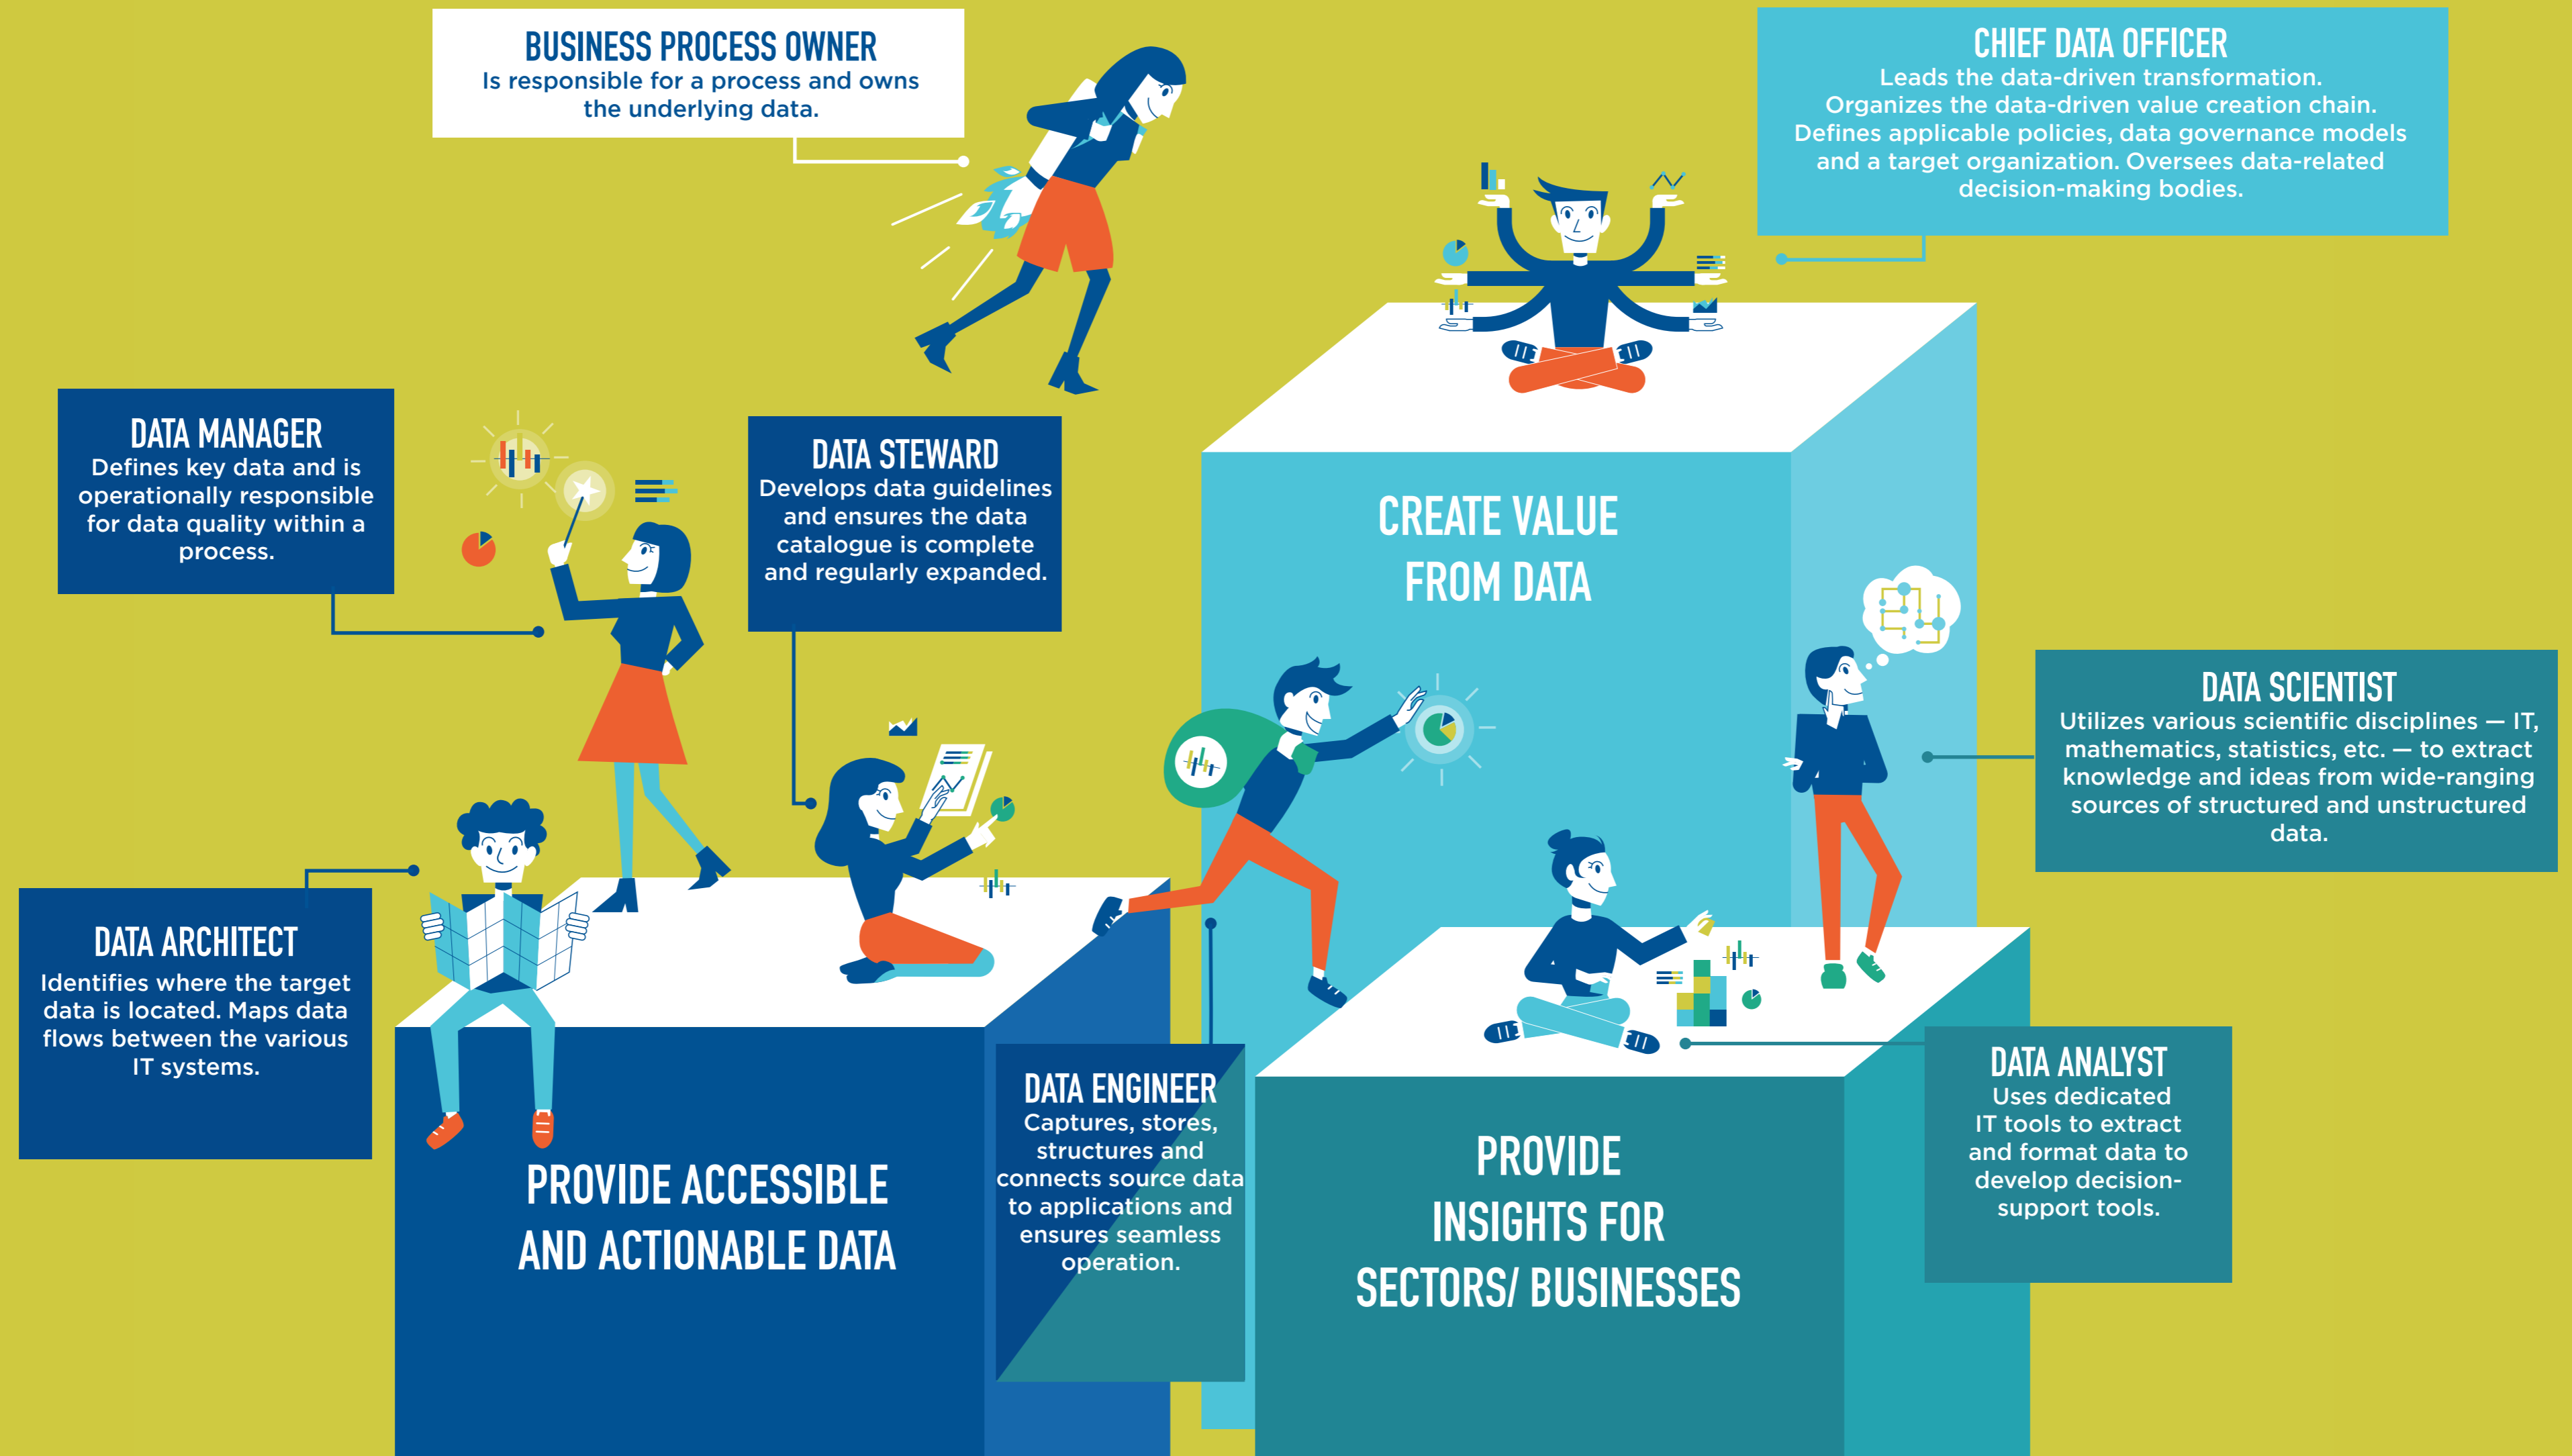 BUSINESS PROCESS OWNER
Is responsible for a process and owns
the underlying data.
CHIEF DATA OFFICER
Leads the data-driven transformation.
Organizes the data-driven value creation chain.
Defines applicable policies, data governance models
and a target organization. Oversees data-related
decision-making bodies.
DATA MANAGER
Defines key data and is
operationally responsible
for data quality within a
process.
DATA STEWARD
Develops data guidelines
and ensures the data
catalogue is complete
and regularly expanded.
CREATE VALUE
FROM DATA
DATA SCIENTIST
Utilizes various scientific disciplines — IT,
mathematics, statistics, etc. — to extract
knowledge and ideas from wide-ranging
sources of structured and unstructured
data.
DATA ARCHITECT
Identifies where the target
data is located. Maps data
flows between the various
IT systems.
PROVIDE ACCESSIBLE
AND ACTIONABLE DATA
DATA ENGINEER
Captures, stores,
structures and
connects source data
to applications and
ensures seamless
operation.
PROVIDE
INSIGHTS FOR
SECTORS/ BUSINESSES
DATA ANALYST
Uses dedicated
IT tools to extract
and format data to
develop decision-
support tools.